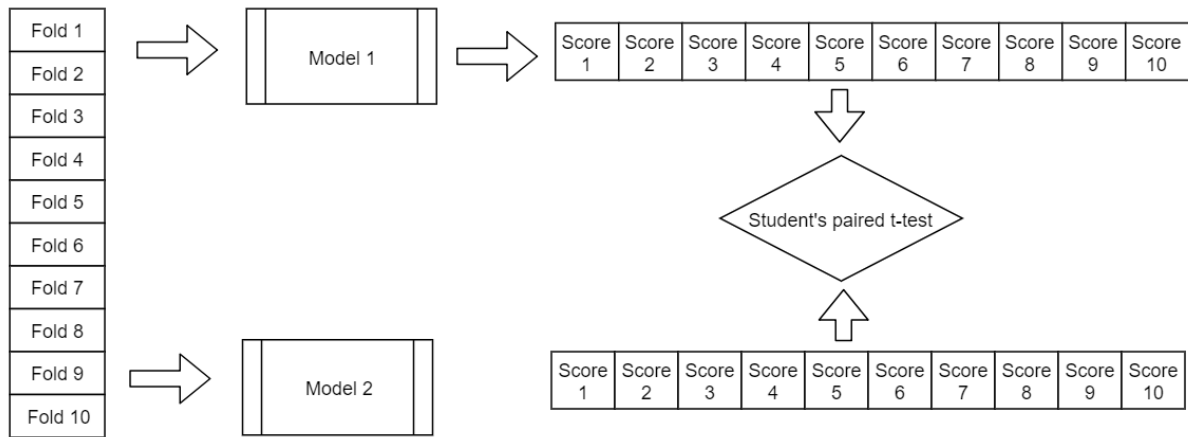 Fold 1
Fold 2
Fold 3
Fold 4
Fold 5
Fold 6
Fold 7
Fold 8
Fold 9
Fold 10
Model 1
Score Score Score Score Score Score Score Score Score Score
1 2 3 4 5 6 7 8 9 10
Student's paired t-test
Model 2
Score Score Score Score Score Score Score Score Score Score
1 2 3 4 5 6 7 8 9 10